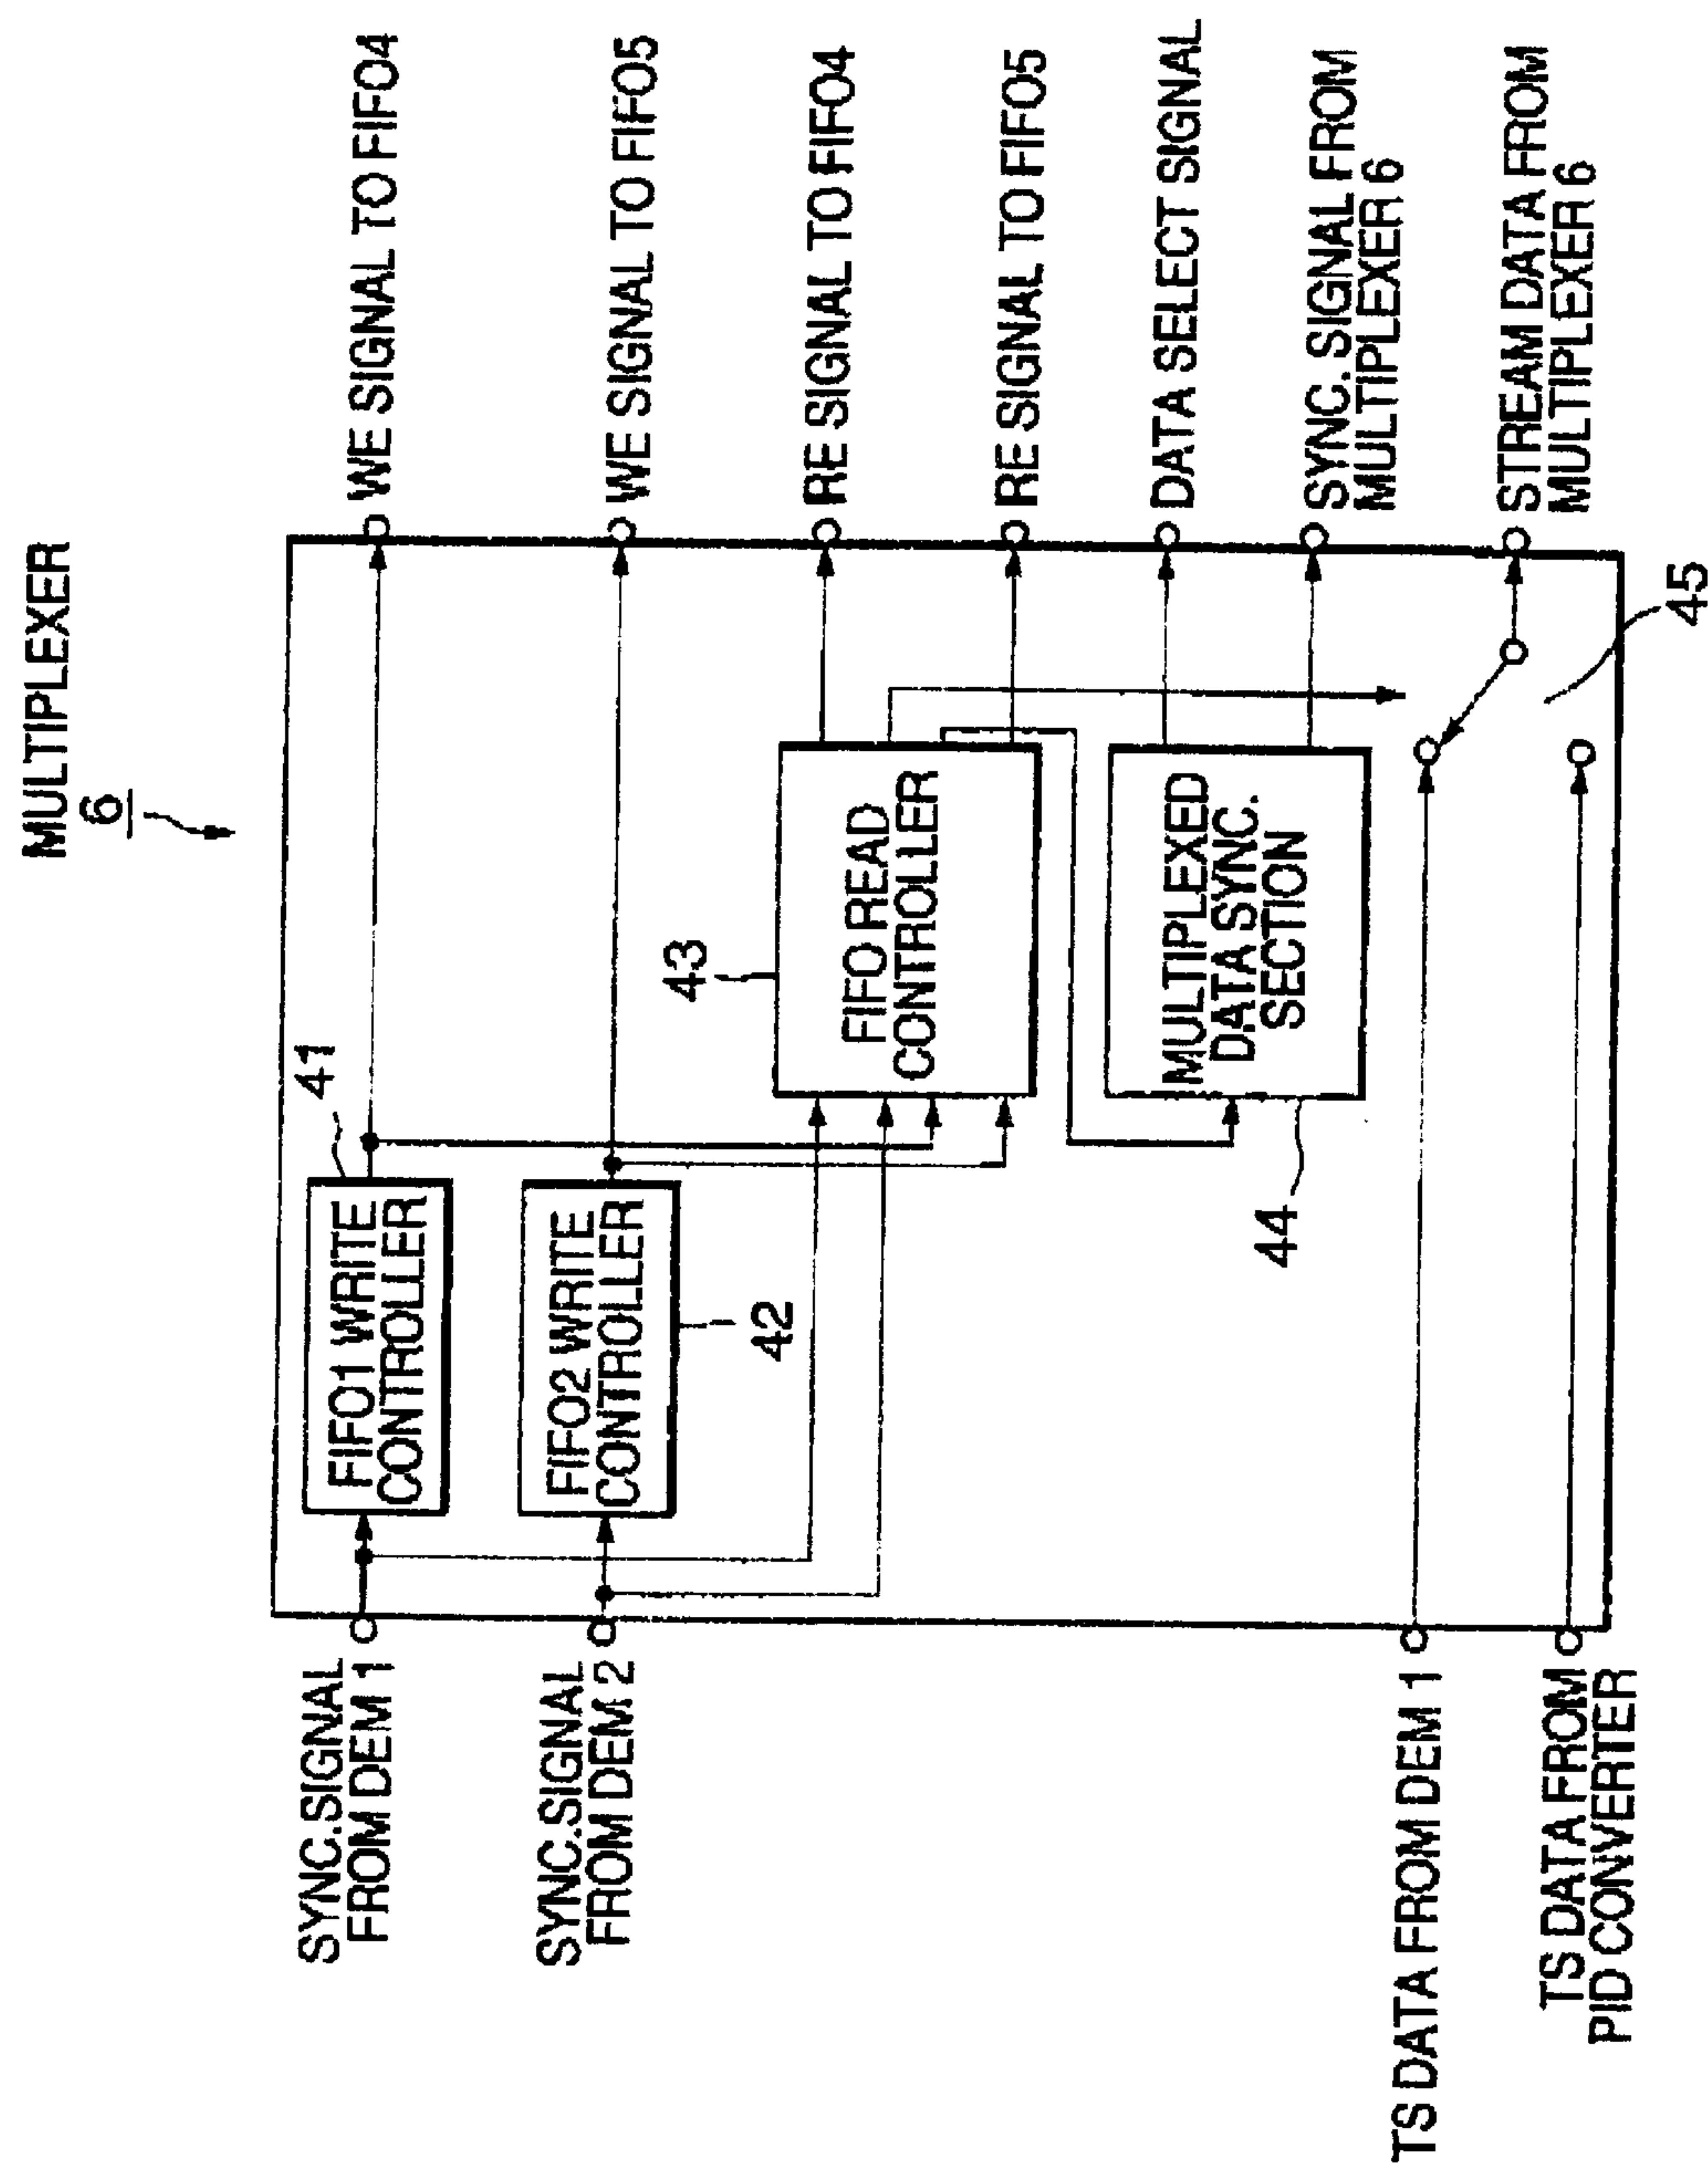 MULTIPLEXER
6
SYNC.SIGNAL
FROM DEM 1
FIFO1 WRITE
CONTROLLER
41
WE SIGNAL TO FIFO4
SYNC.SIGNAL
FROM DEM 2
FIFO2 WRITE
CONTROLLER
42
WE SIGNAL TO FIFO5
43
FIFO READ
CONTROLLER
RE SIGNAL TO FIFO4
RE SIGNAL TO FIFO5
MULTIPLEXED
DATA SYNC.
SECTION
44
DATA SELECT SIGNAL
SYNC. SIGNAL FROM
MULTIPLEXER 6
TS DATA FROM DEM 1
STREAM DATA FROM
MULTIPLEXER 6
TS DATA FROM
PID CONVERTER
45